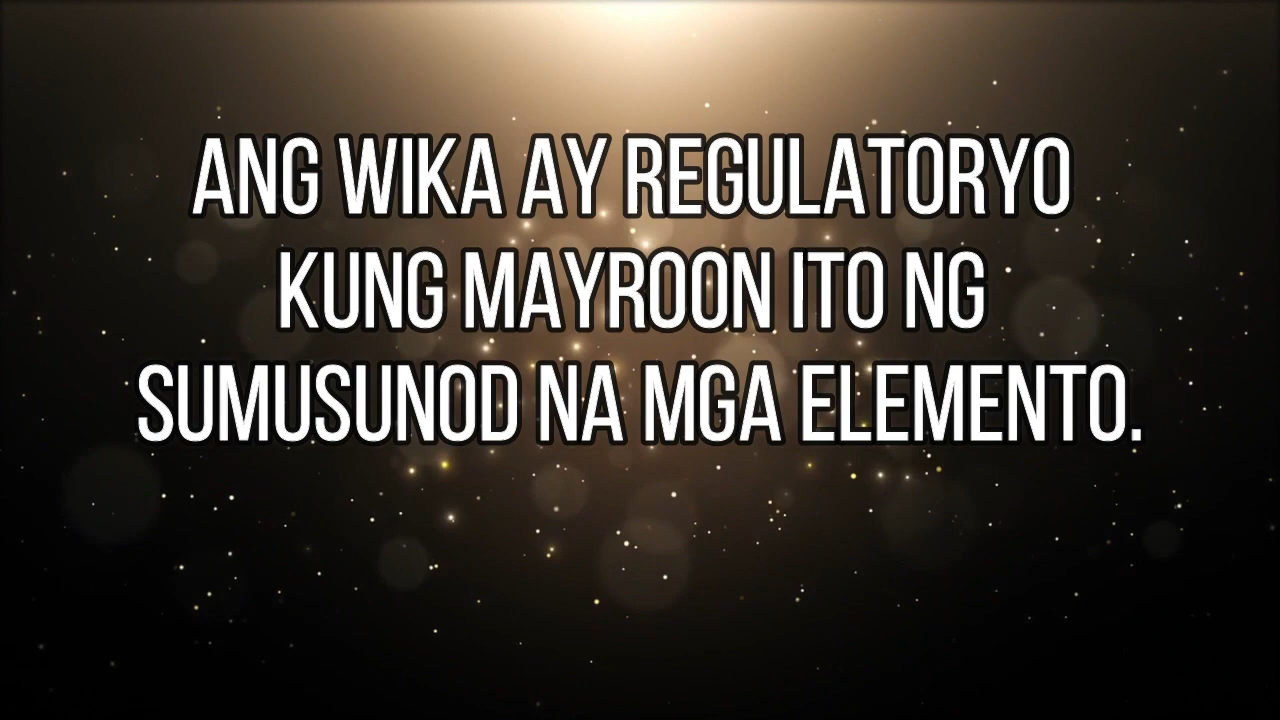 ANG WIKA AY REGULATORYO
KUNG MAYROON ITO NG
SUMUSUNOD NA MGA ELEMENTO.